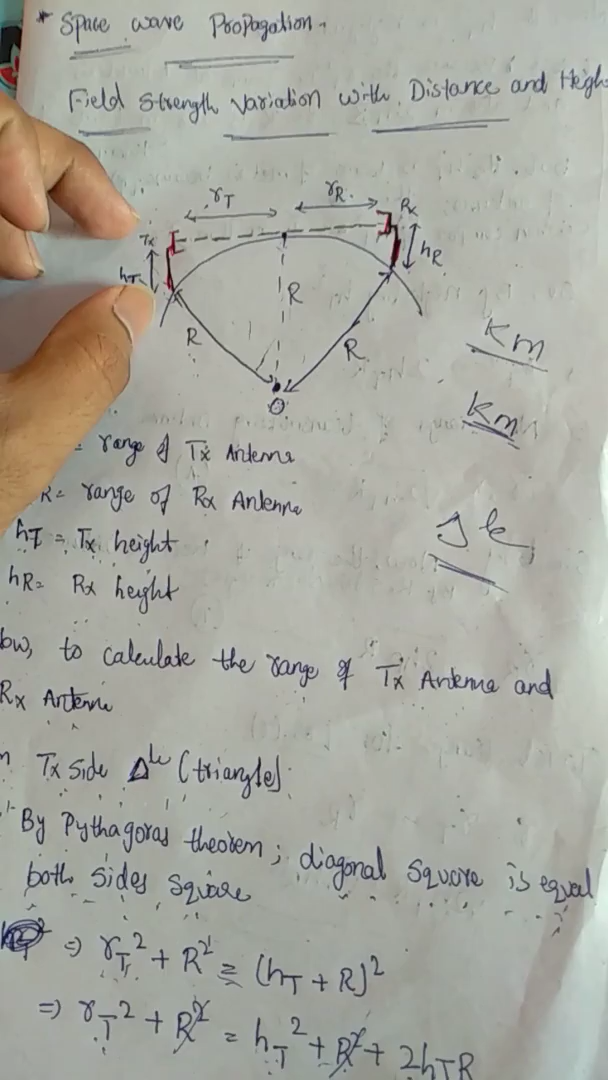 * Space wave Propogation.
Field Strength Variation with Distance and Heigh
rT rR.
Tx Rx
hT hR
R
R R
O
Km
Km
= range of Tx Antenna
R= range of Rx Antenna
hT = Tx height
hR= Rx height
ow, to calculate the range of Tx Antenna and
Rx Antenna
n Tx side Δle (triangle)
By Pythagoras theorem; diagonal Square is equal
both sides Square
⇒ rT² + R² = (hT + R)²
⇒ rT² + R² = hT² + R² + 2hTR